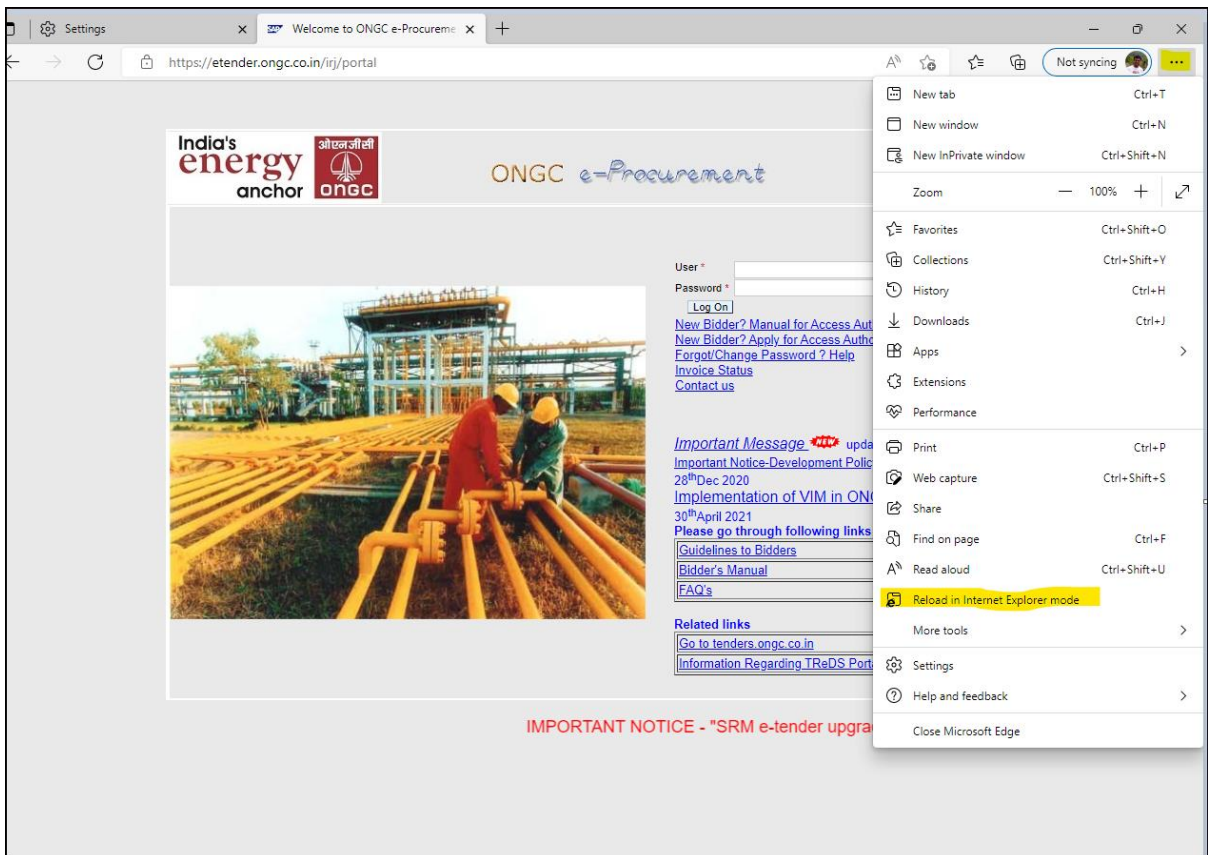 Settings
Welcome to ONGC e-Procureme
https://etender.ongc.co.in/irj/portal
Not syncing
India's
energy
anchor
ओएनजीसी
ONGC
ONGC e-Procurement
User *
Password *
Log On
New Bidder? Manual for Access Aut
New Bidder? Apply for Access Autho
Forgot/Change Password ? Help
Invoice Status
Contact us
Important Message NEW upda
Important Notice-Development Polic
28thDec 2020
Implementation of VIM in ON
30thApril 2021
Please go through following links
Guidelines to Bidders
Bidder's Manual
FAQ's
Related links
Go to tenders.ongc.co.in
Information Regarding TReDS Port
IMPORTANT NOTICE - "SRM e-tender upgra
New tab Ctrl+T
New window Ctrl+N
New InPrivate window Ctrl+Shift+N
Zoom 100%
Favorites Ctrl+Shift+O
Collections Ctrl+Shift+Y
History Ctrl+H
Downloads Ctrl+J
Apps
Extensions
Performance
Print Ctrl+P
Web capture Ctrl+Shift+S
Share
Find on page Ctrl+F
Read aloud Ctrl+Shift+U
Reload in Internet Explorer mode
More tools
Settings
Help and feedback
Close Microsoft Edge